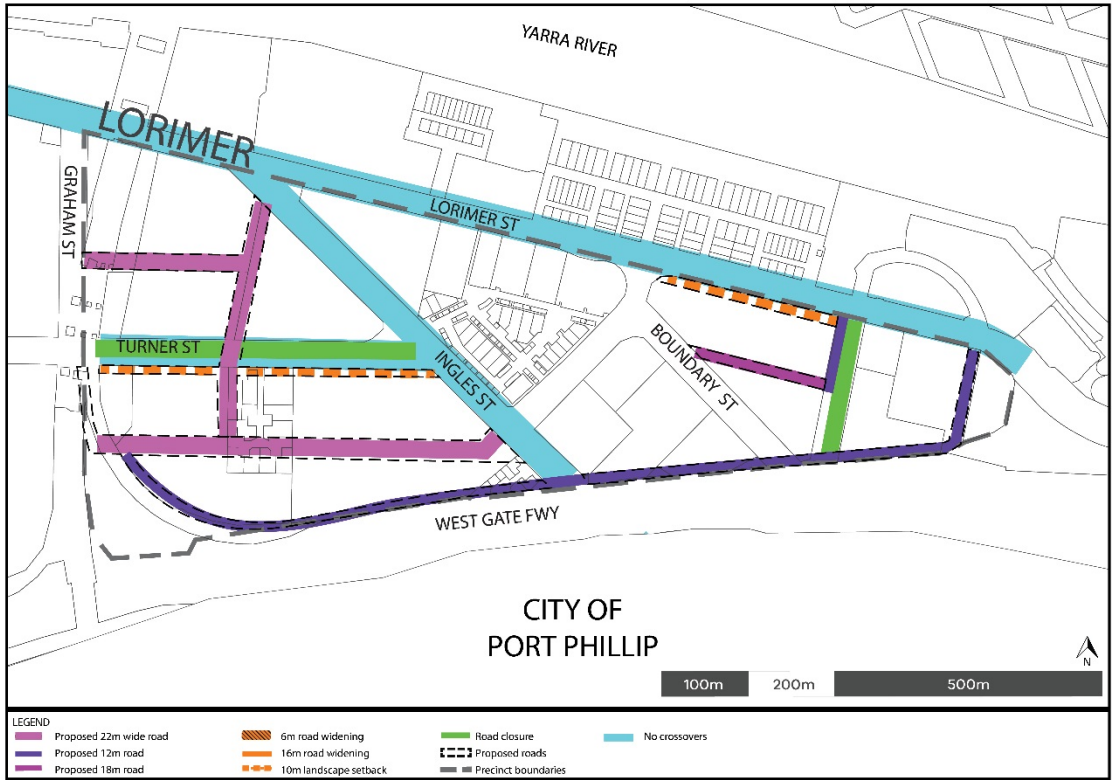 YARRA RIVER
LORIMER
GRAHAM ST
LORIMER ST
TURNER ST
INGLES ST
BOUNDARY ST
WEST GATE FWY
CITY OF
PORT PHILLIP
N
100m 200m 500m
LEGEND
Proposed 22m wide road 6m road widening Road closure No crossovers
Proposed 12m road 16m road widening Proposed roads
Proposed 18m road 10m landscape setback Precinct boundaries